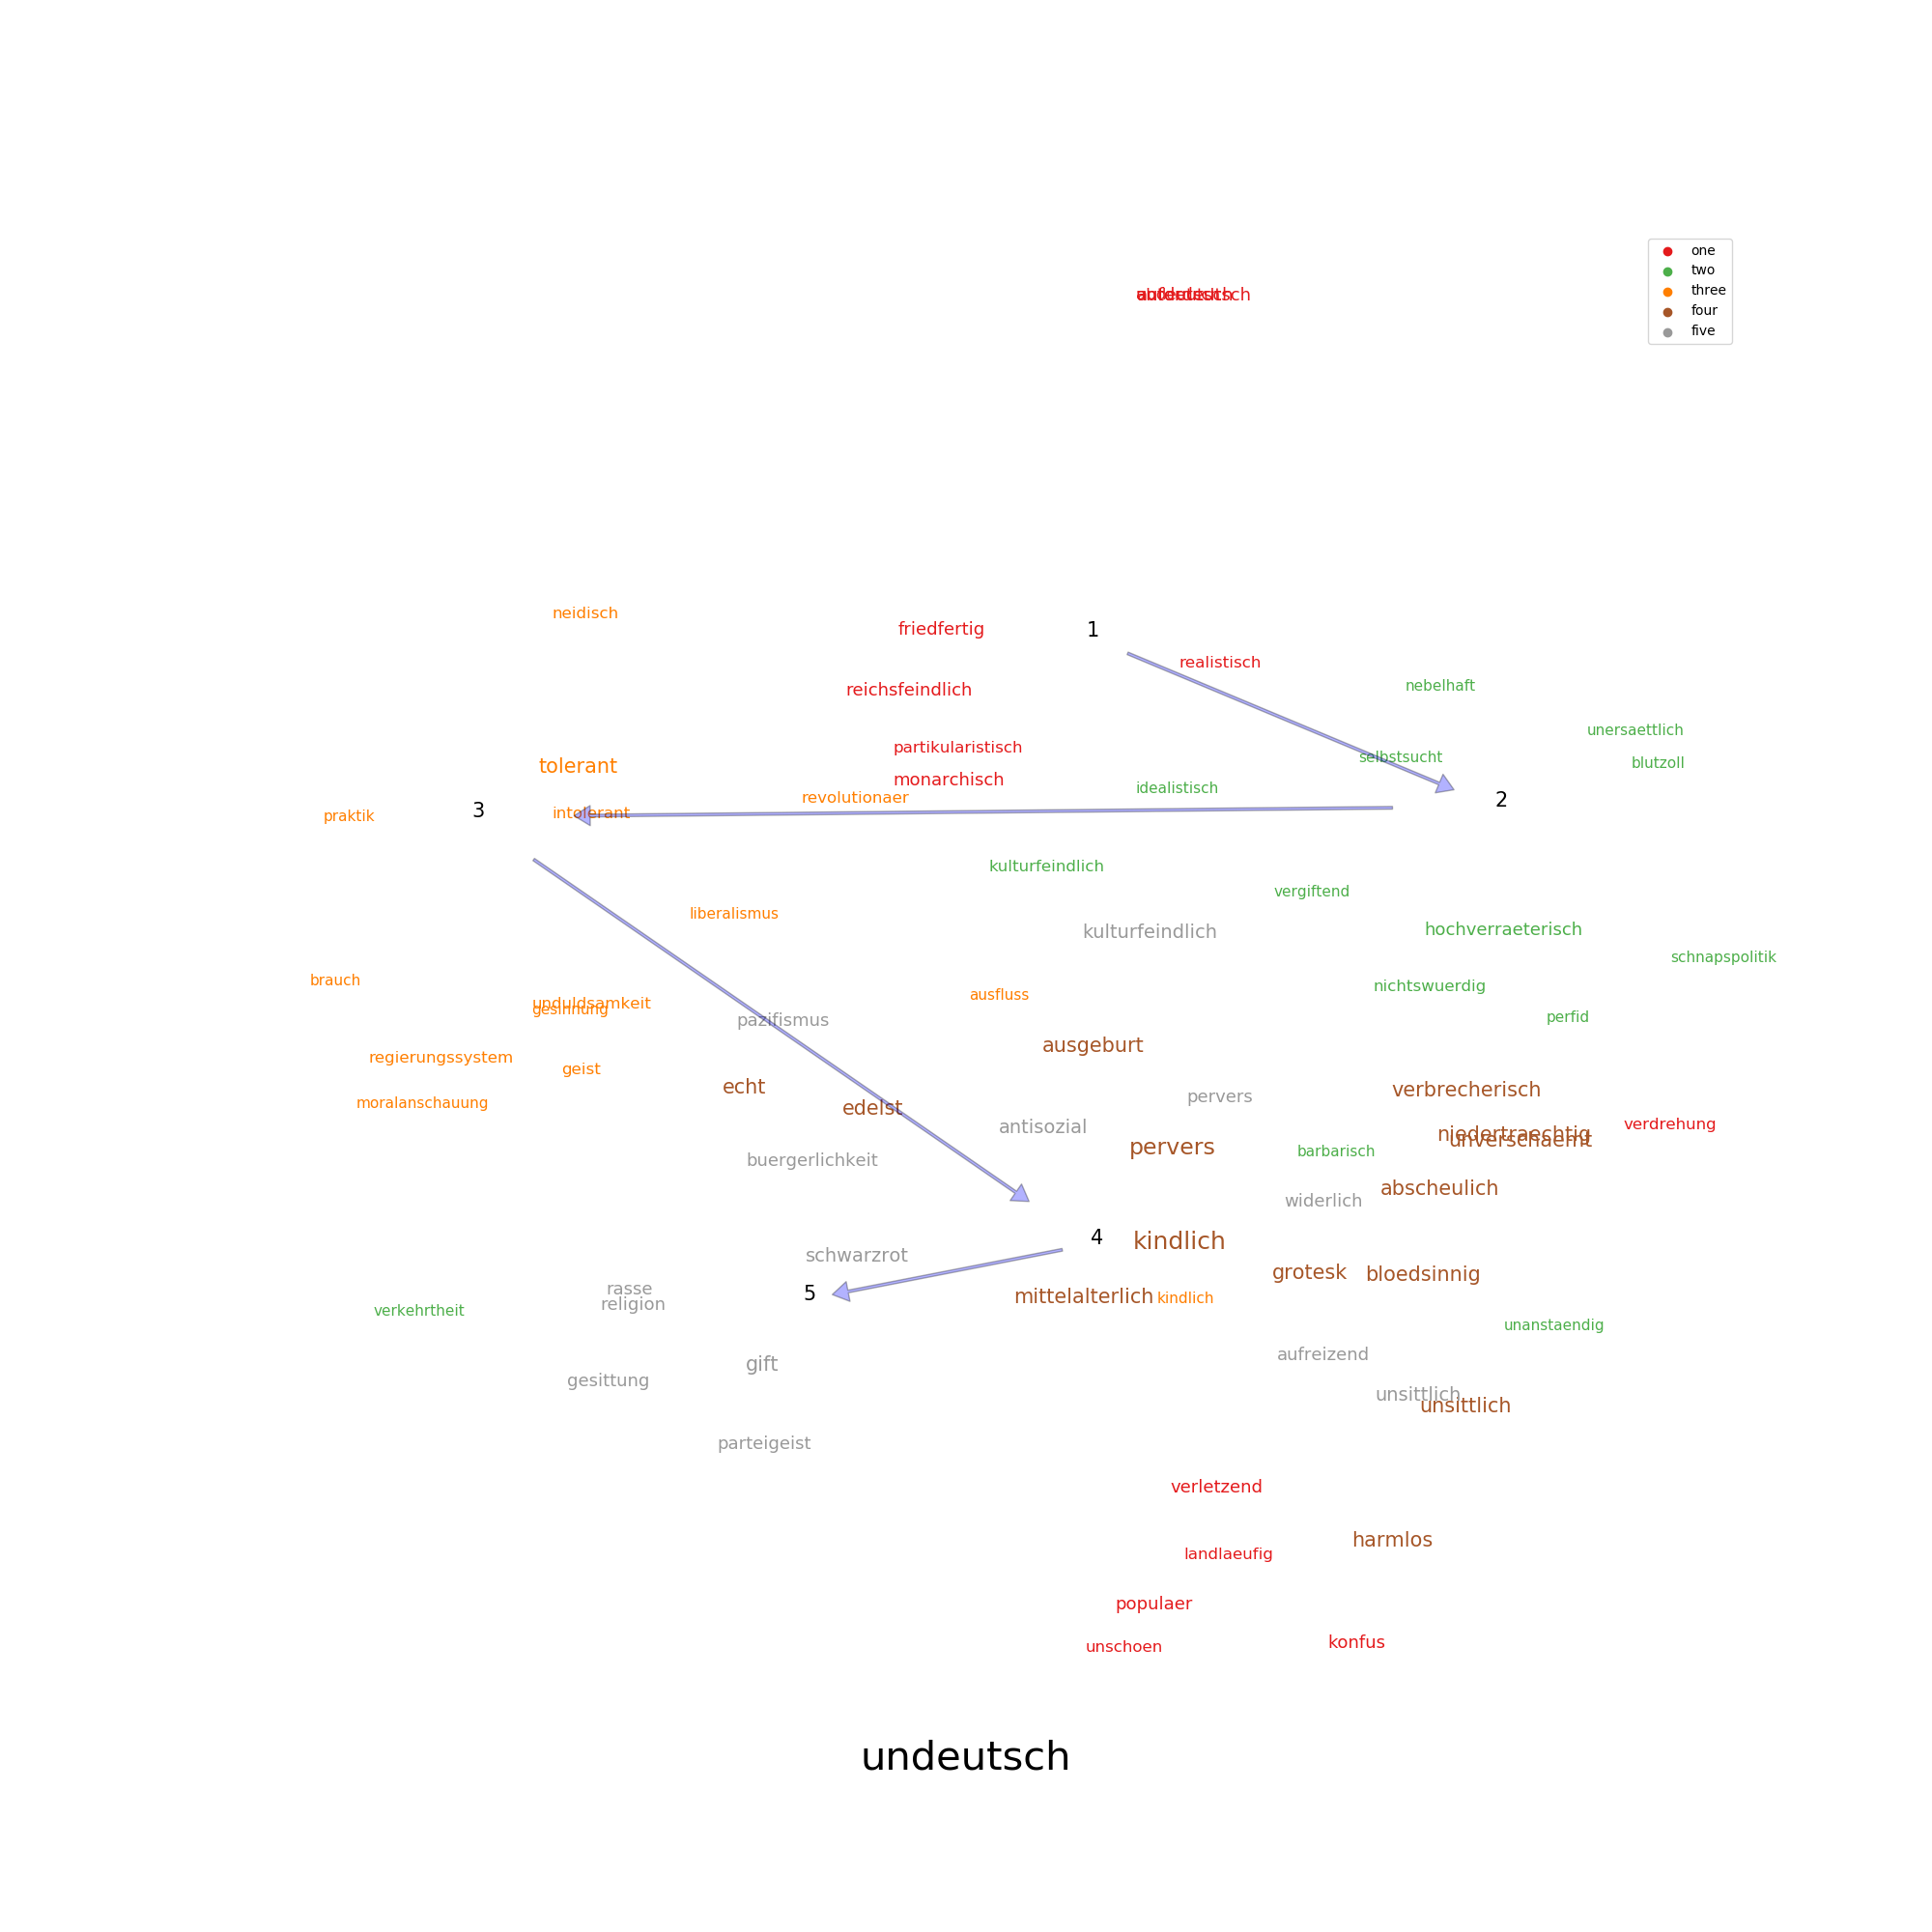 one
two
three
four
five
neidisch
friedfertig
1
realistisch
reichsfeindlich
nebelhaft
unersaettlich
partikularistisch
selbstsucht
blutzoll
tolerant
monarchisch
idealistisch
revolutionaer
2
3
intolerant
praktik
kulturfeindlich
vergiftend
liberalismus
kulturfeindlich
hochverraeterisch
schnapspolitik
brauch
nichtswuerdig
ausfluss
unduldsamkeit
gesinnung
pazifismus
perfid
ausgeburt
regierungssystem
geist
echt
verbrecherisch
pervers
moralanschauung
edelst
antisozial
verdrehung
niedertraechtig
unverschaemt
pervers
barbarisch
buergerlichkeit
abscheulich
widerlich
4
kindlich
schwarzrot
grotesk
bloedsinnig
rasse
5
mittelalterlich
kindlich
religion
verkehrtheit
unanstaendig
aufreizend
gift
gesittung
unsittlich
unsittlich
parteigeist
verletzend
harmlos
landlaeufig
populaer
konfus
unschoen
undeutsch